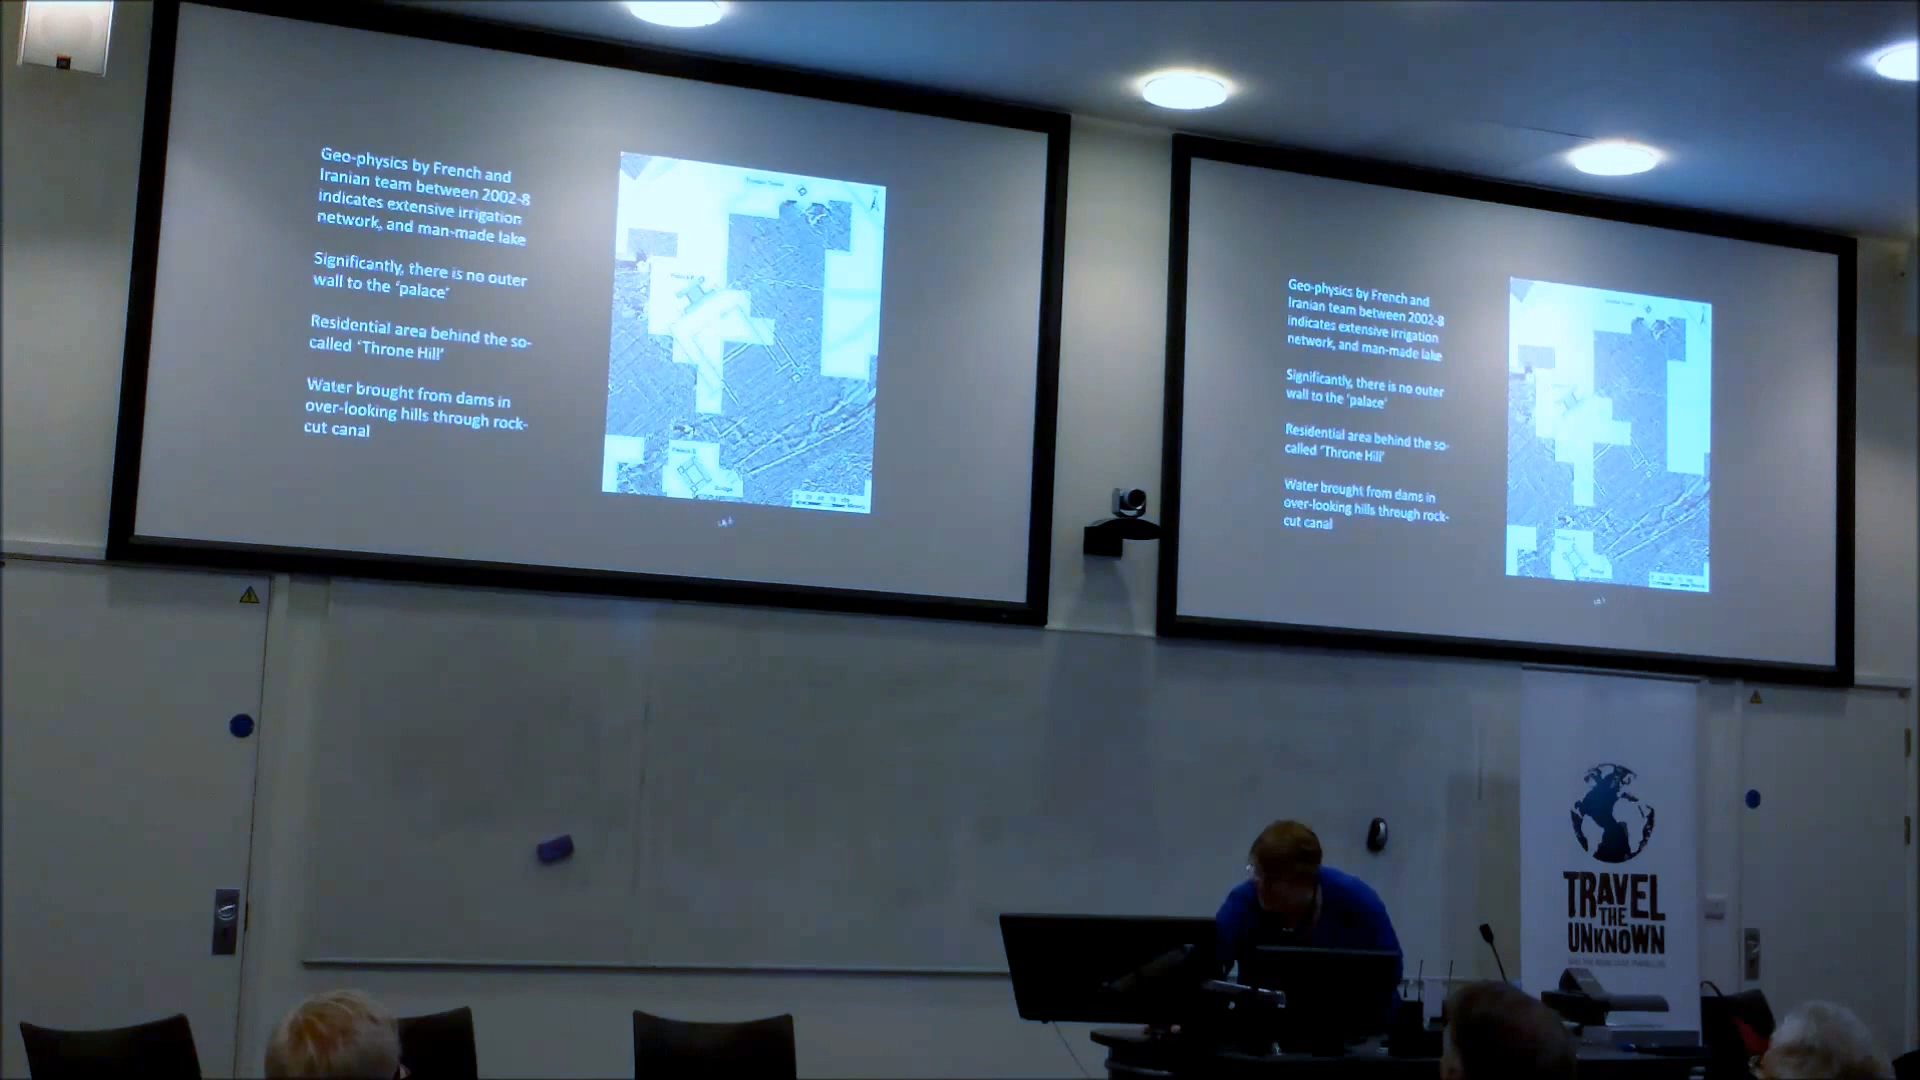 Geo-physics by French and
Iranian team between 2002-8
indicates extensive irrigation
network, and man-made lake
Significantly, there is no outer
wall to the ‘palace’
Residential area behind the so-
called ‘Throne Hill’
Water brought from dams in
over-looking hills through rock-
cut canal
Geo-physics by French and
Iranian team between 2002-8
indicates extensive irrigation
network, and man-made lake
Significantly, there is no outer
wall to the ‘palace’
Residential area behind the so-
called ‘Throne Hill’
Water brought from dams in
over-looking hills through rock-
cut canal
TRAVEL
THE
UNKNOWN